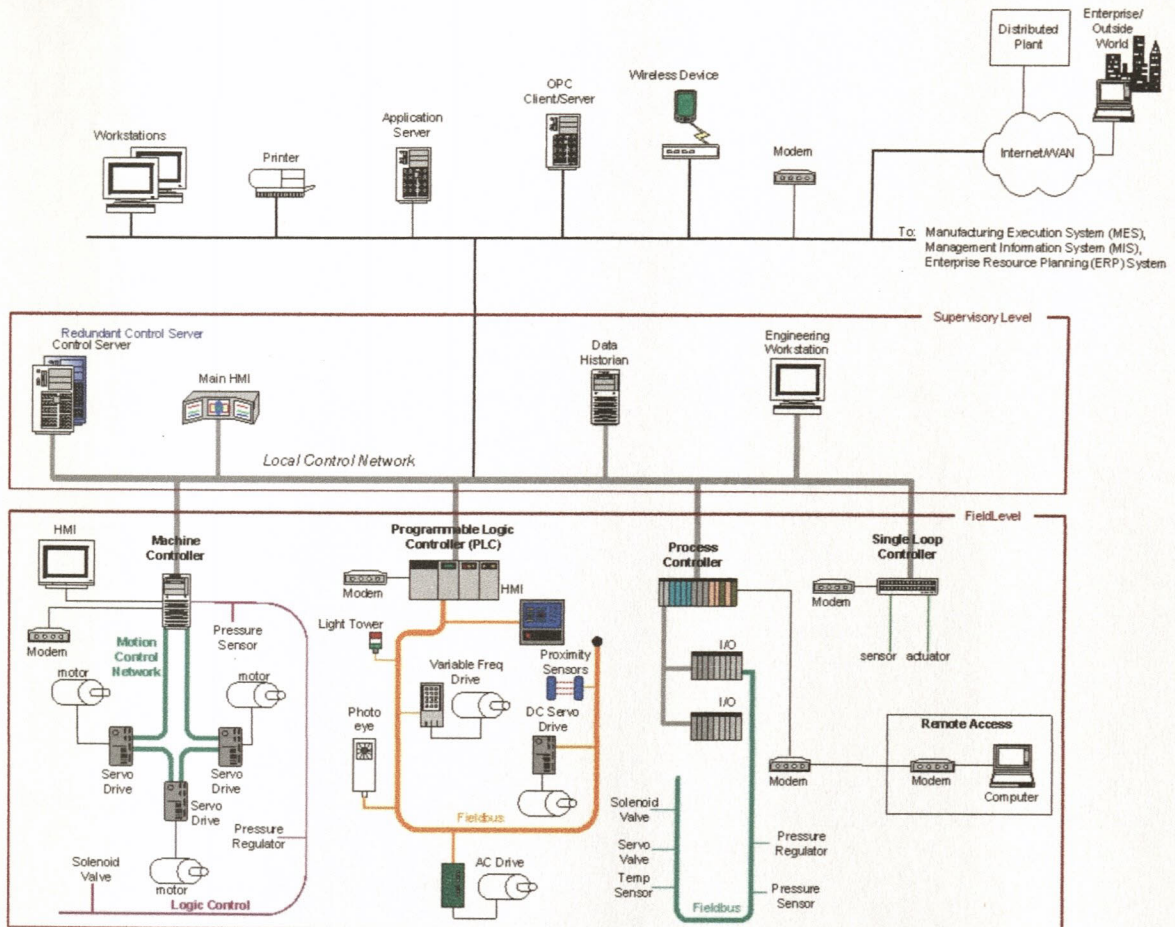 Distributed
Plant
Enterprise/
Outside
World
OPC
Client/Server
Wireless Device
Workstations
Printer
Application
Server
Modem
Internet/WAN
To: Manufacturing Execution System (MES),
Management Information System (MIS),
Enterprise Resource Planning (ERP) System
Supervisory Level
Redundant Control Server
Control Server
Main HMI
Data
Historian
Engineering
Workstation
Local Control Network
FieldLevel
HMI
Machine
Controller
Programmable Logic
Controller (PLC)
Process
Controller
Single Loop
Controller
Modem
HMI
Modem
Modem
Pressure
Sensor
Light Tower
Motion
Control
Network
motor
motor
Variable Freq
Drive
Proximity
Sensors
I/O
sensor
actuator
Photo
eye
DC Servo
Drive
I/O
Remote Access
Servo
Drive
Servo
Drive
Servo
Drive
Modem
Modem
Computer
Fieldbus
Solenoid
Valve
Pressure
Regulator
Servo
Valve
Pressure
Regulator
Solenoid
Valve
motor
AC Drive
Temp
Sensor
Pressure
Sensor
Logic Control
Fieldbus